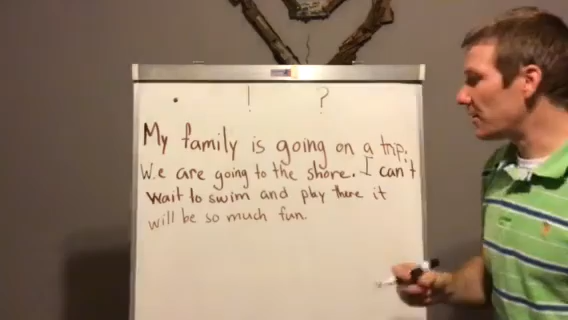 . ! ?
My family is going on a trip.
We are going to the shore. I can't
wait to swim and play there it
will be so much fun.